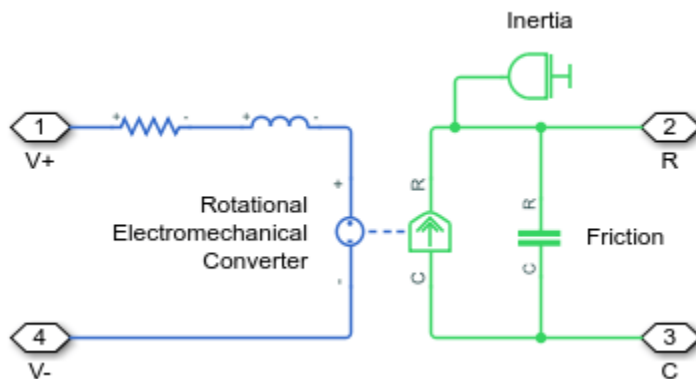 Inertia
1
+
-
+
-
2
V+
R
+
R
R
Rotational
Electromechanical
Converter
Friction
-
C
C
4
3
V-
C